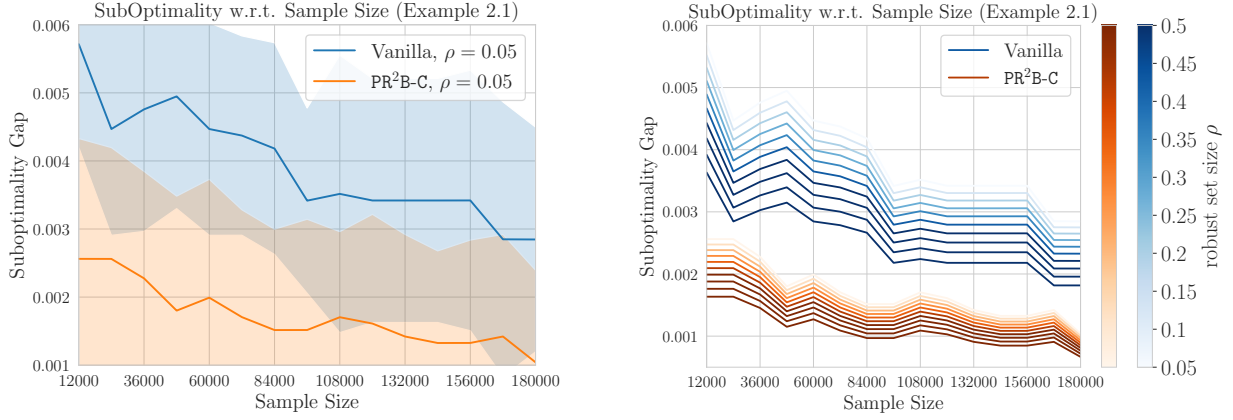 SubOptimality w.r.t. Sample Size (Example 2.1)
Suboptimality Gap
0.006
0.005
0.004
0.003
0.002
0.001
Vanilla, ρ = 0.05
PR²B-C, ρ = 0.05
12000 36000 60000 84000 108000 132000 156000 180000
Sample Size
SubOptimality w.r.t. Sample Size (Example 2.1)
Suboptimality Gap
0.006
0.005
0.004
0.003
0.002
0.001
Vanilla
PR²B-C
12000 36000 60000 84000 108000 132000 156000 180000
Sample Size
robust set size ρ
0.5
0.45
0.4
0.35
0.3
0.25
0.2
0.15
0.1
0.05